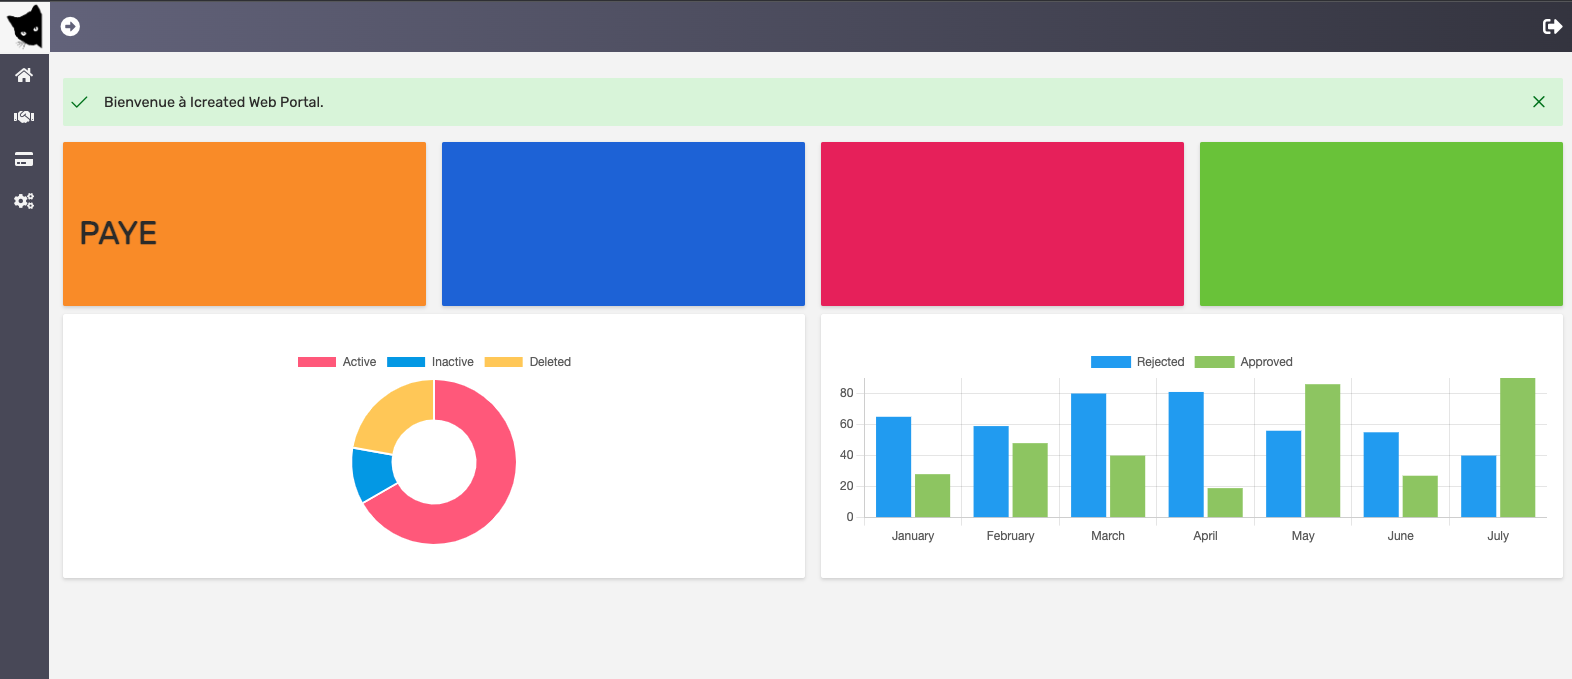 Bienvenue à Icreated Web Portal.
PAYE
Active Inactive Deleted
Rejected Approved
80
60
40
20
0
January February March April May June July